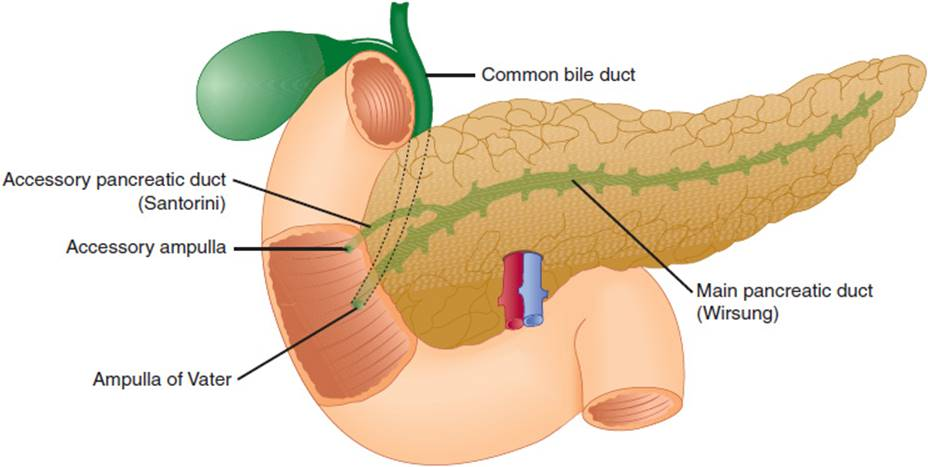 Common bile duct
Accessory pancreatic duct
(Santorini)
Accessory ampulla
Main pancreatic duct
(Wirsung)
Ampulla of Vater